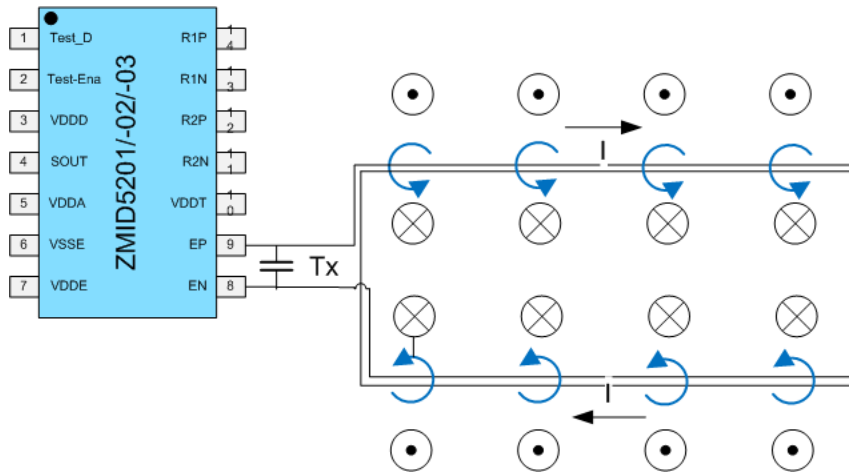 1 Test_D R1P 14
2 Test-Ena R1N 13
3 VDDD R2P 12
4 SOUT R2N 11
5 VDDA VDDT 10
6 VSSE EP 9
7 VDDE EN 8
ZMID5201/-02/-03
Tx
I
I